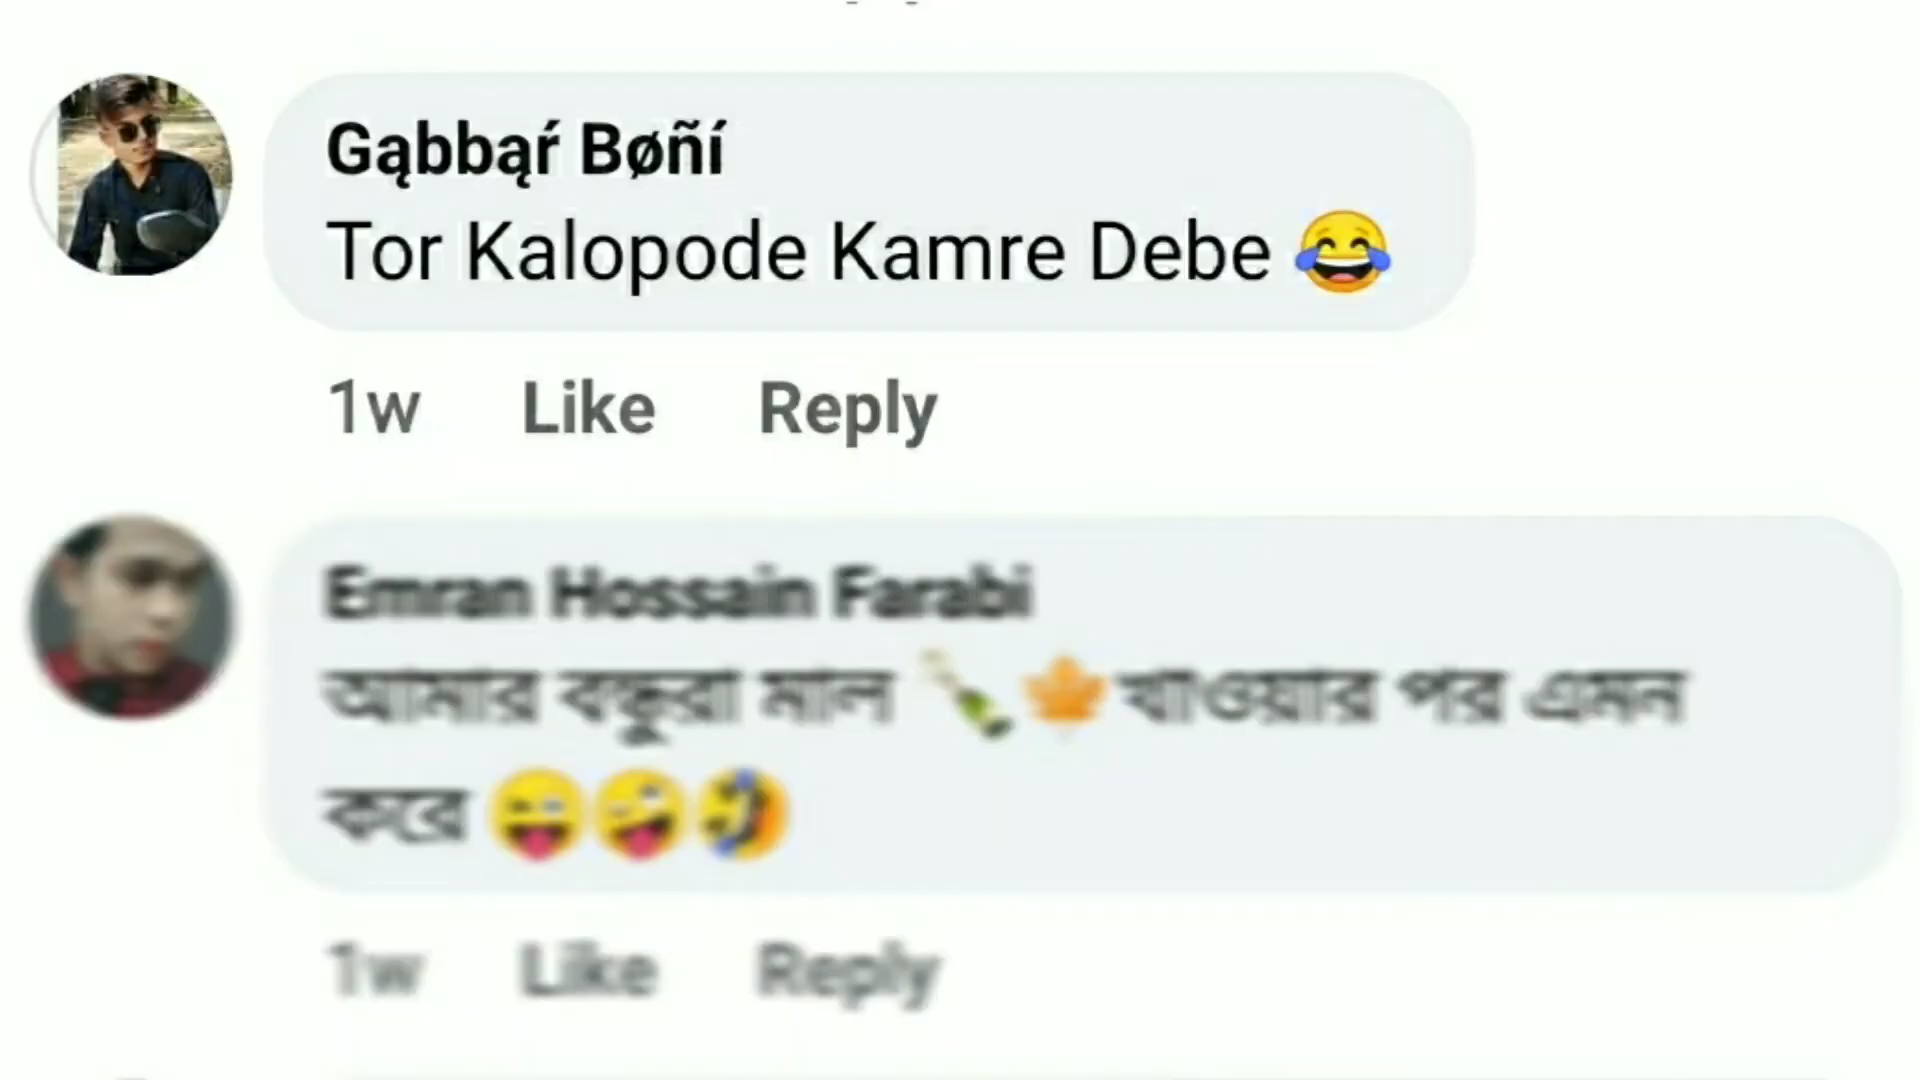 Gąbbąŕ Bøñí
Tor Kalopode Kamre Debe 😂
1w Like Reply
Emran Hossain Farabi
আমার বন্ধুরা মাল 🍾🍁খাওয়ার পর এমন
করে 😜🤪🤣
1w Like Reply